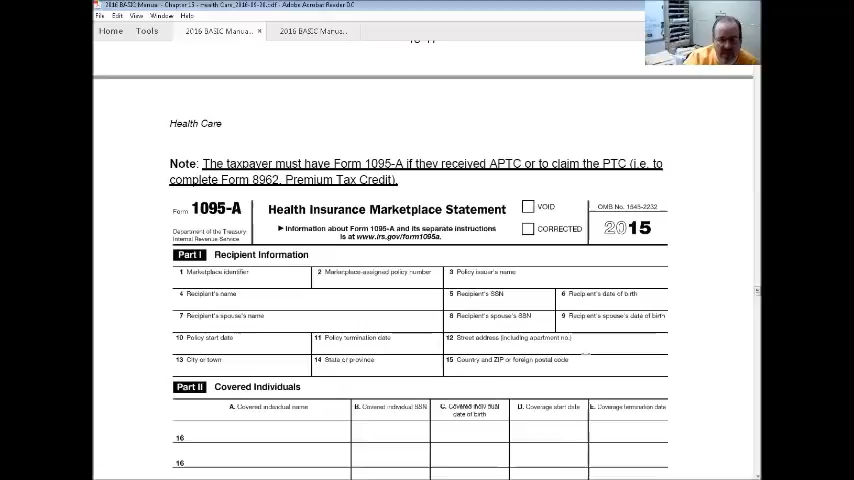 2016 BASIC Manual - Chapter 15 - Health Care_2016-09-30.pdf - Adobe Acrobat Reader DC
File Edit View Window Help
Home Tools 2016 BASIC Manua... × 2016 BASIC Manua...
Health Care
Note: The taxpayer must have Form 1095-A if they received APTC or to claim the PTC (i.e. to
complete Form 8962, Premium Tax Credit).
Form 1095-A
Department of the Treasury
Internal Revenue Service
Health Insurance Marketplace Statement
▶ Information about Form 1095-A and its separate instructions
is at www.irs.gov/form1095a.
VOID
CORRECTED
OMB No. 1545-2232
2015
Part I Recipient Information
1 Marketplace identifier 2 Marketplace-assigned policy number 3 Policy issuer's name
4 Recipient's name 5 Recipient's SSN 6 Recipient's date of birth
7 Recipient's spouse's name 8 Recipient's spouse's SSN 9 Recipient's spouse's date of birth
10 Policy start date 11 Policy termination date 12 Street address (including apartment no.)
13 City or town 14 State or province 15 Country and ZIP or foreign postal code
Part II Covered Individuals
A. Covered individual name B. Covered individual SSN C. Covered individual date of birth D. Coverage start date E. Coverage termination date
16
16